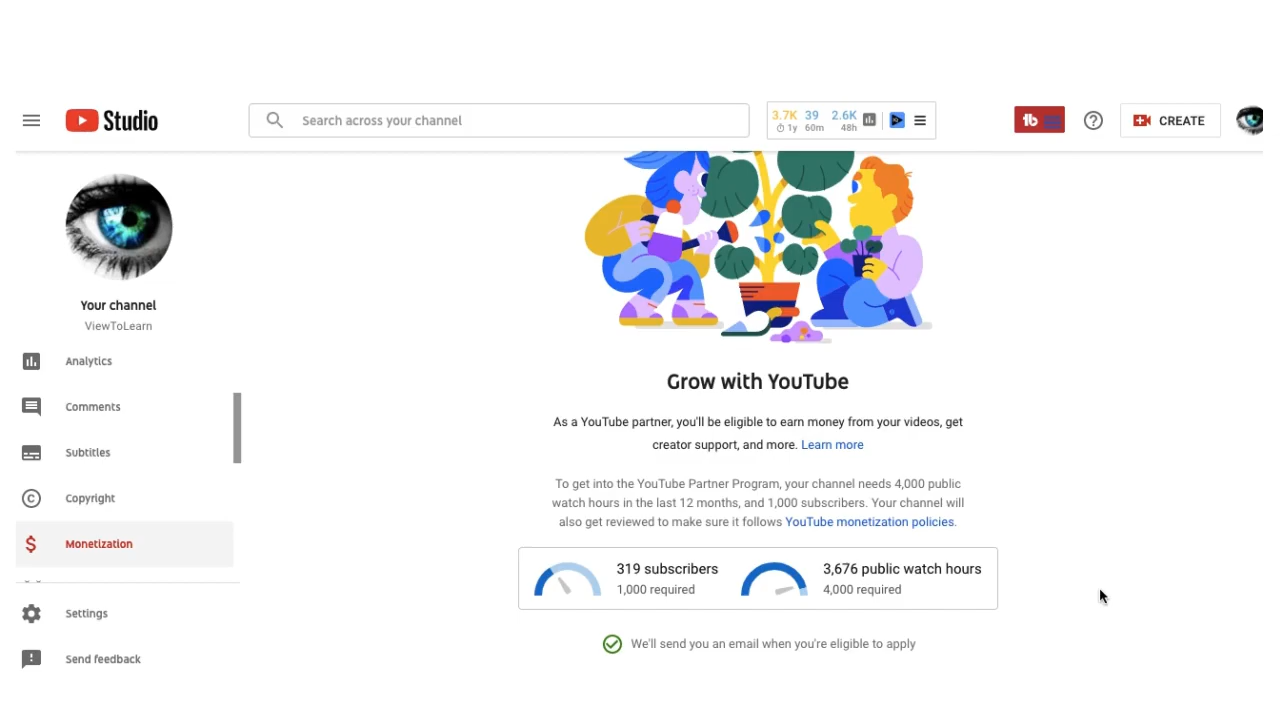 Studio
Search across your channel
3.7K 39 2.6K
1y 60m 48h
tb
CREATE
Your channel
ViewToLearn
Analytics
Comments
Subtitles
Copyright
Monetization
Settings
Send feedback
Grow with YouTube
As a YouTube partner, you'll be eligible to earn money from your videos, get
creator support, and more. Learn more
To get into the YouTube Partner Program, your channel needs 4,000 public
watch hours in the last 12 months, and 1,000 subscribers. Your channel will
also get reviewed to make sure it follows YouTube monetization policies.
319 subscribers
1,000 required
3,676 public watch hours
4,000 required
We'll send you an email when you're eligible to apply